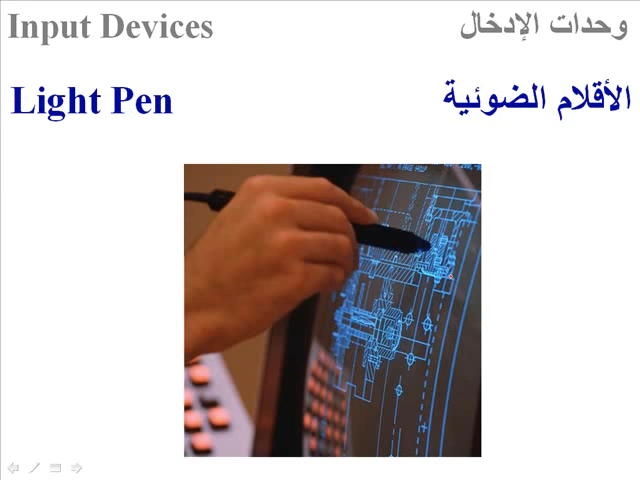 Input Devices وحدات الإدخال
Light Pen الأقلام الضوئية